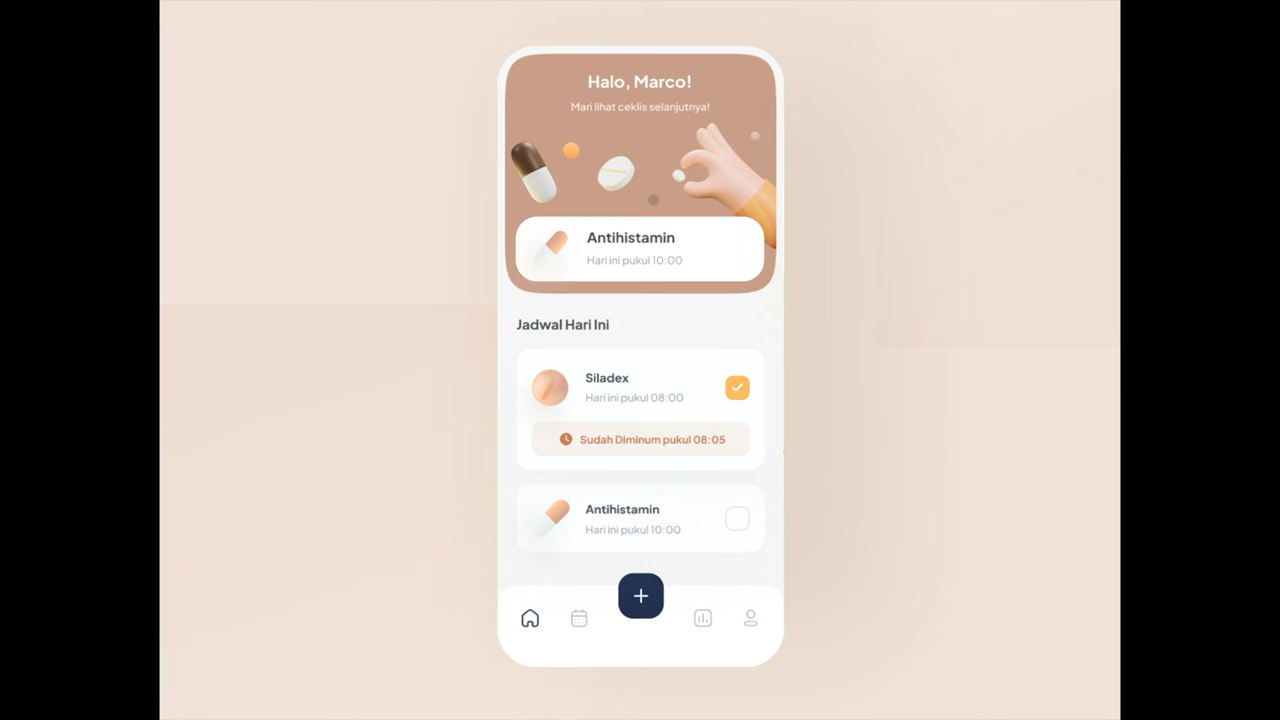 Halo, Marco!
Mari lihat ceklis selanjutnya!
Antihistamin
Hari ini pukul 10:00
Jadwal Hari Ini
Siladex
Hari ini pukul 08:00
Sudah Diminum pukul 08:05
Antihistamin
Hari ini pukul 10:00